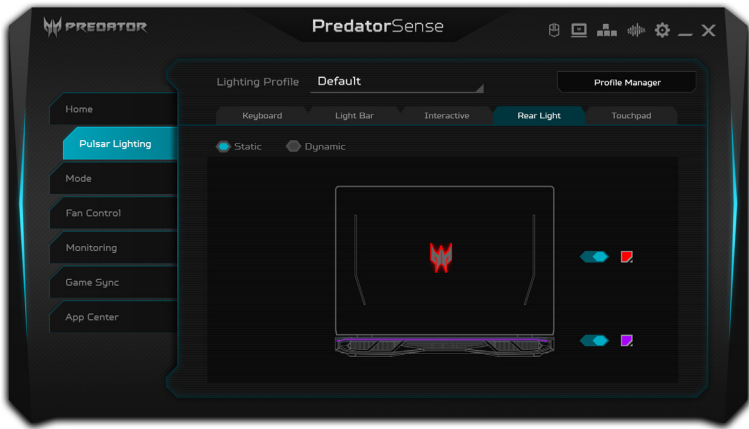 PREDATOR
PredatorSense
Lighting Profile Default
Profile Manager
Keyboard Light Bar Interactive Rear Light Touchpad
Static Dynamic
Home
Pulsar Lighting
Mode
Fan Control
Monitoring
Game Sync
App Center